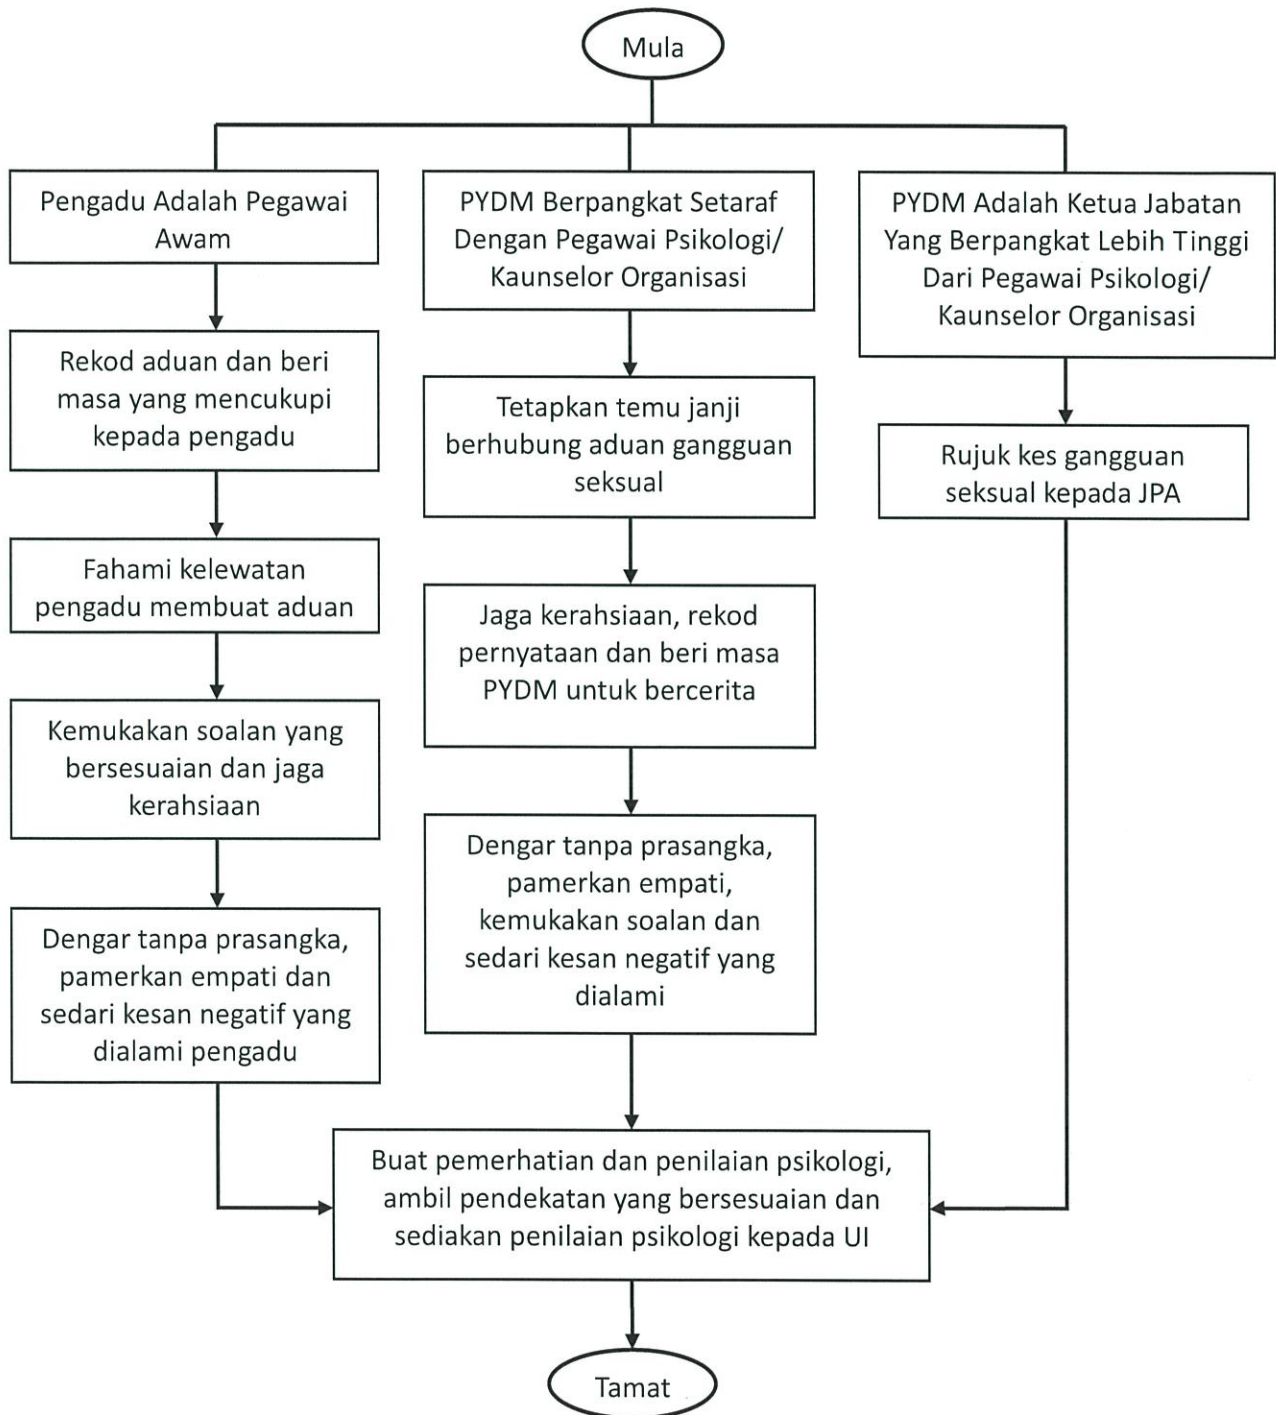 Mula
Pengadu Adalah Pegawai
Awam
Rekod aduan dan beri
masa yang mencukupi
kepada pengadu
Fahami kelewatan
pengadu membuat aduan
Kemukakan soalan yang
bersesuaian dan jaga
kerahsiaan
Dengar tanpa prasangka,
pamerkan empati dan
sedari kesan negatif yang
dialami pengadu
PYDM Berpangkat Setaraf
Dengan Pegawai Psikologi/
Kaunselor Organisasi
Tetapkan temu janji
berhubung aduan gangguan
seksual
Jaga kerahsiaan, rekod
pernyataan dan beri masa
PYDM untuk bercerita
Dengar tanpa prasangka,
pamerkan empati,
kemukakan soalan dan
sedari kesan negatif yang
dialami
PYDM Adalah Ketua Jabatan
Yang Berpangkat Lebih Tinggi
Dari Pegawai Psikologi/
Kaunselor Organisasi
Rujuk kes gangguan
seksual kepada JPA
Buat pemerhatian dan penilaian psikologi,
ambil pendekatan yang bersesuaian dan
sediakan penilaian psikologi kepada UI
Tamat